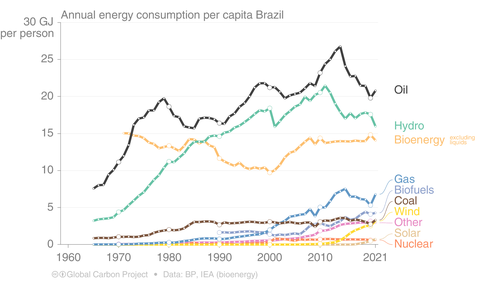 Annual energy consumption per capita Brazil
30 GJ
per person
25
20
15
10
5
0
Oil
Hydro
Bioenergy excluding liquids
Gas
Biofuels
Coal
Wind
Other
Solar
Nuclear
1960 1970 1980 1990 2000 2010 2021
Global Carbon Project • Data: BP, IEA (bioenergy)